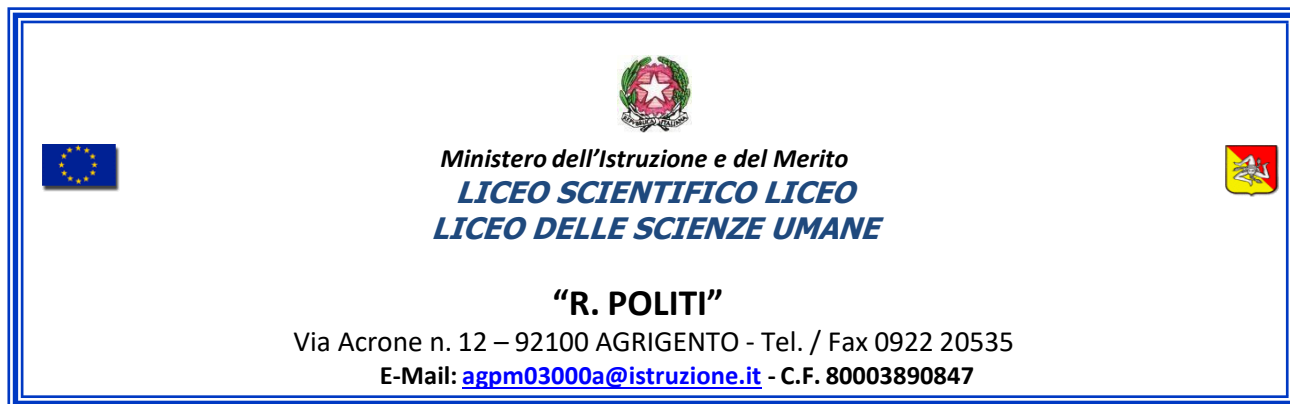 Ministero dell’Istruzione e del Merito
LICEO SCIENTIFICO LICEO
LICEO DELLE SCIENZE UMANE
“R. POLITI”
Via Acrone n. 12 – 92100 AGRIGENTO - Tel. / Fax 0922 20535
E-Mail: agpm03000a@istruzione.it - C.F. 80003890847